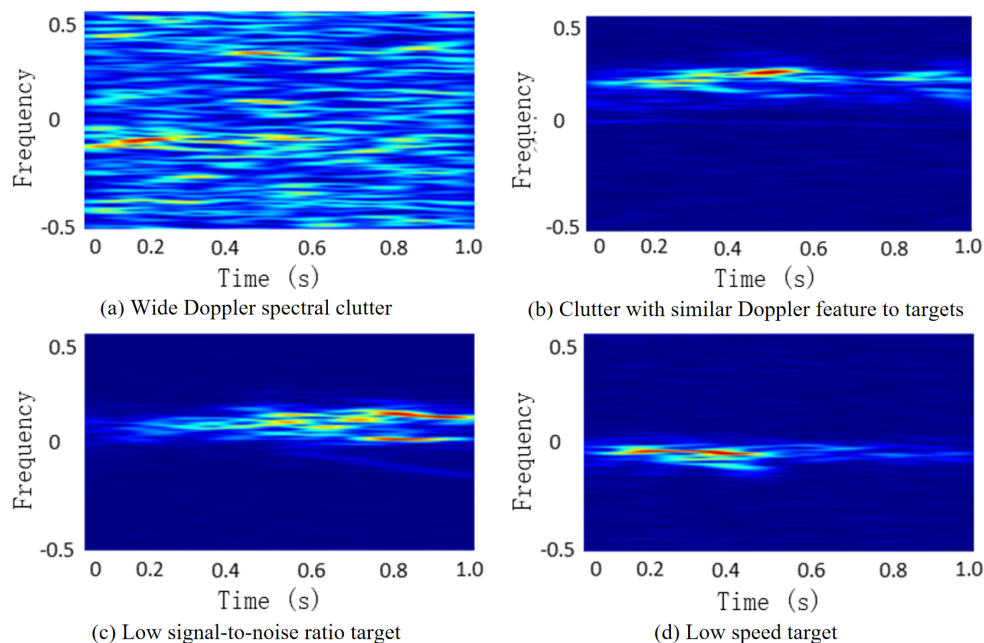 0.5
0
-0.5
Frequency
0 0.2 0.4 0.6 0.8 1.0
Time (s)
(a) Wide Doppler spectral clutter
0.5
0
-0.5
Frequency
0 0.2 0.4 0.6 0.8 1.0
Time (s)
(b) Clutter with similar Doppler feature to targets
0.5
0
-0.5
Frequency
0 0.2 0.4 0.6 0.8 1.0
Time (s)
(c) Low signal-to-noise ratio target
0.5
0
-0.5
Frequency
0 0.2 0.4 0.6 0.8 1.0
Time (s)
(d) Low speed target